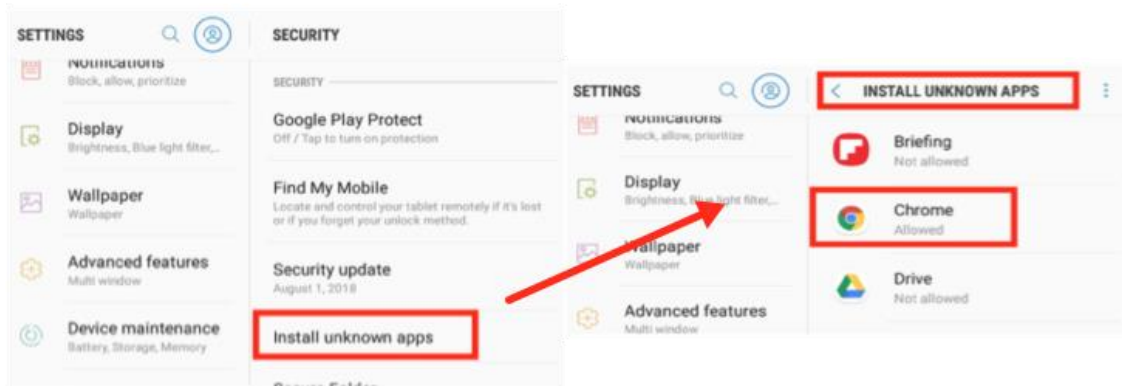 SETTINGS
Notifications
Block, allow, prioritize
Display
Brightness, Blue light filter,...
Wallpaper
Wallpaper
Advanced features
Multi window
Device maintenance
Battery, Storage, Memory
SECURITY
SECURITY
Google Play Protect
Off / Tap to turn on protection
Find My Mobile
Locate and control your tablet remotely if it's lost
or if you forget your unlock method.
Security update
August 1, 2018
Install unknown apps
Secure Folder
SETTINGS
Notifications
Block, allow, prioritize
Display
Brightness, Blue light filter,...
Wallpaper
Wallpaper
Advanced features
Multi window
INSTALL UNKNOWN APPS
Briefing
Not allowed
Chrome
Allowed
Drive
Not allowed